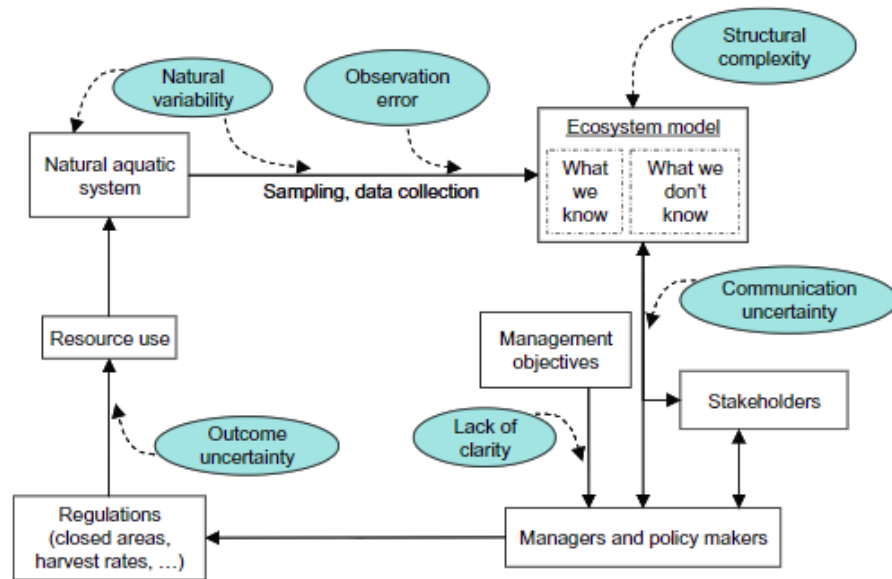 Structural
complexity
Natural
variability
Observation
error
Ecosystem model
What
we
know
What we
don't
know
Natural aquatic
system
Sampling, data collection
Communication
uncertainty
Management
objectives
Resource use
Stakeholders
Lack of
clarity
Outcome
uncertainty
Regulations
(closed areas,
harvest rates, ...)
Managers and policy makers